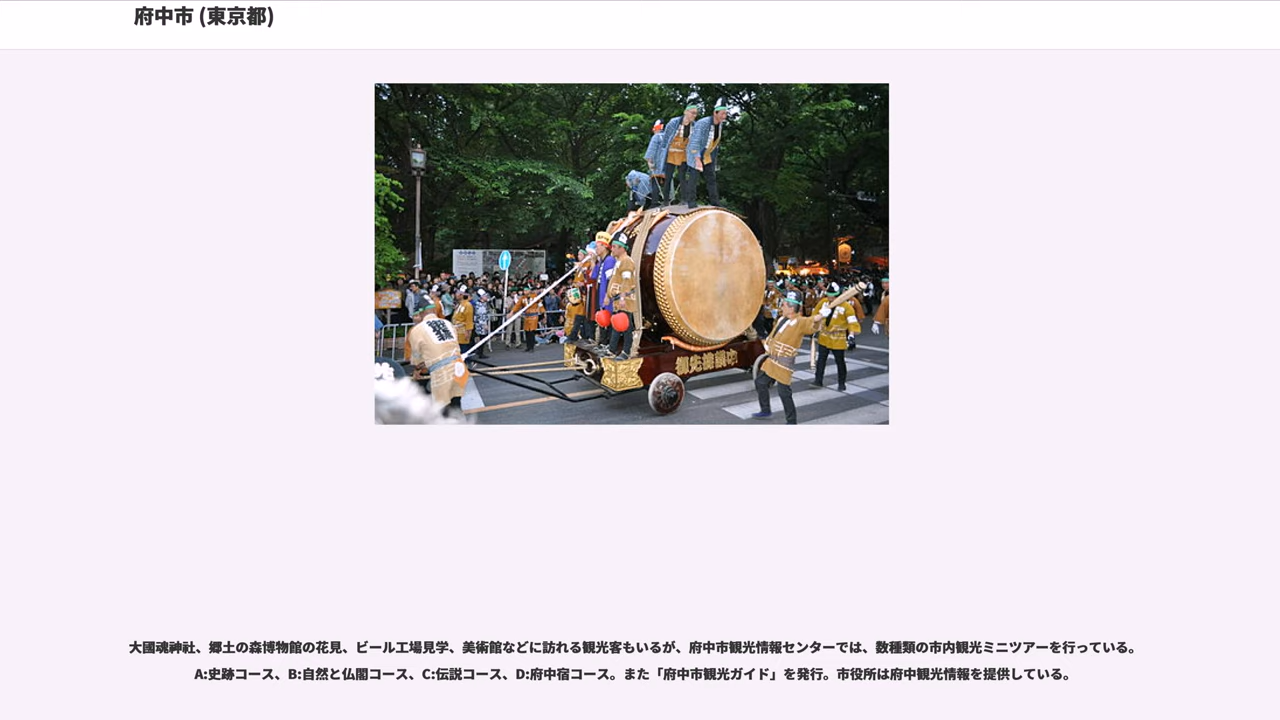 府中市 (東京都)
大國魂神社、郷土の森博物館の花見、ビール工場見学、美術館などに訪れる観光客もいるが、府中市観光情報センターでは、数種類の市内観光ミニツアーを行っている。
A:史跡コース、B:自然と仏閣コース、C:伝説コース、D:府中宿コース。また「府中市観光ガイド」を発行。市役所は府中観光情報を提供している。